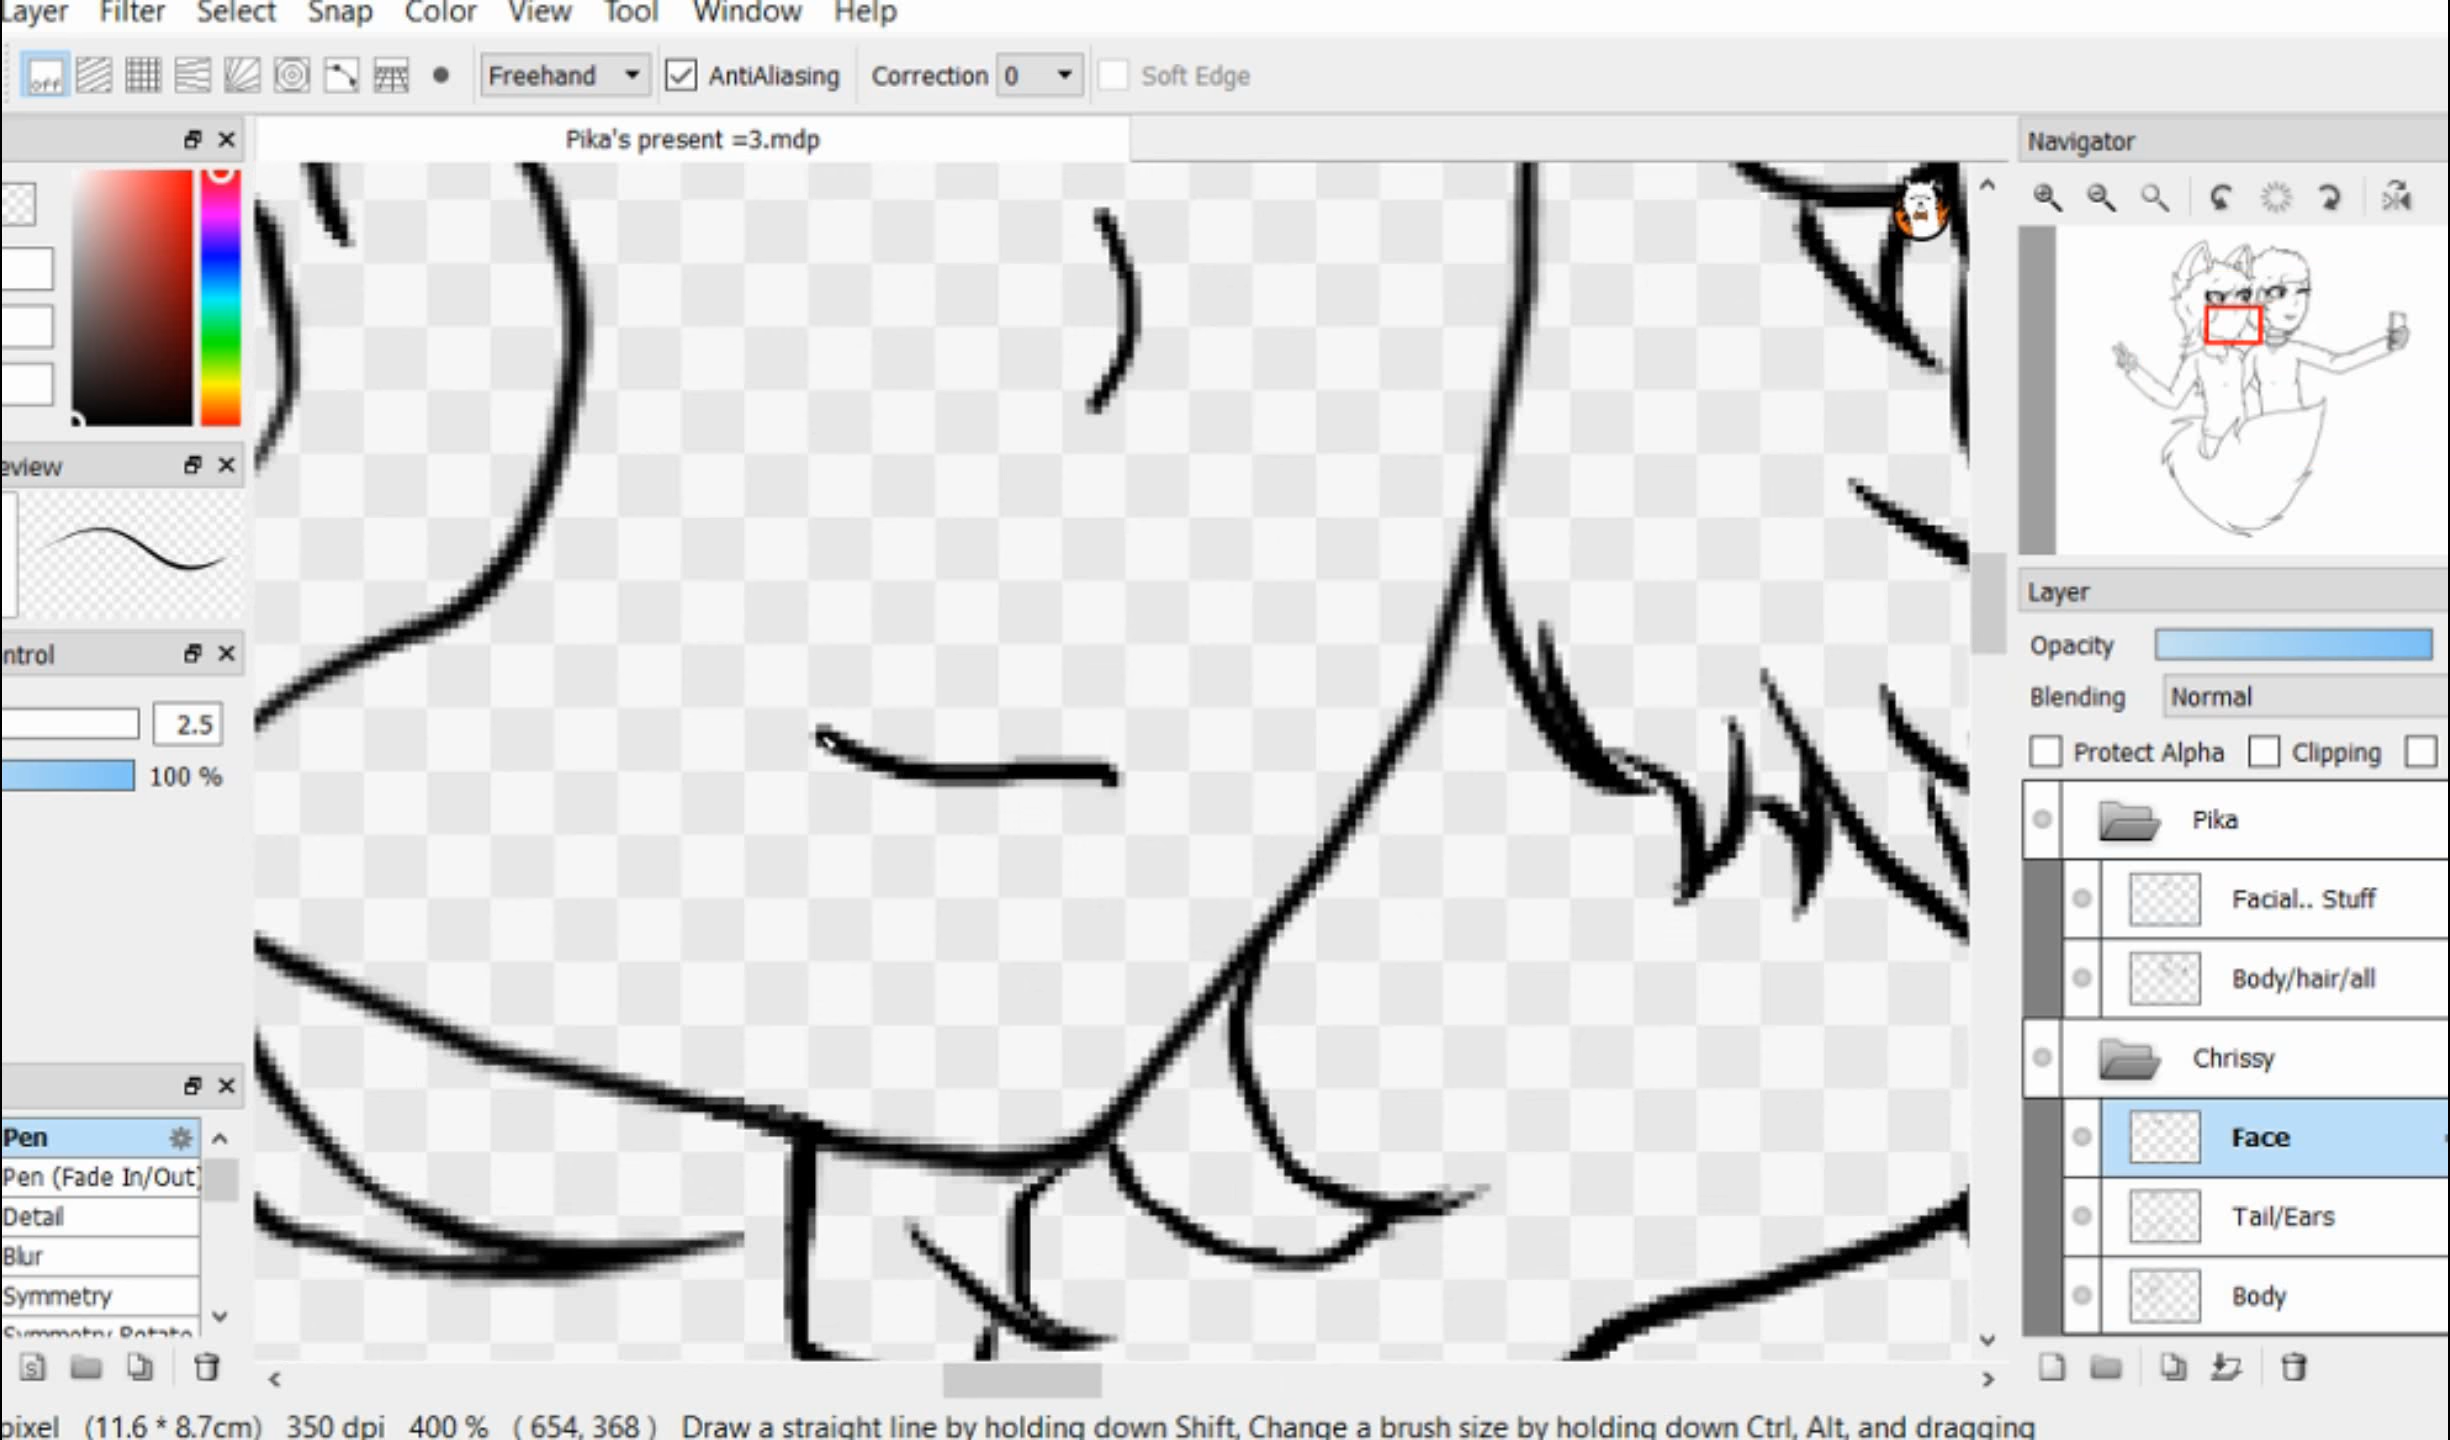 Layer Filter Select Snap Color View Tool Window Help
off Freehand AntiAliasing Correction 0 Soft Edge
Pika's present =3.mdp
Navigator
eview
ntrol
2.5
100 %
Pen
Pen (Fade In/Out)
Detail
Blur
Symmetry
Symmetry Rotate
Layer
Opacity
Blending Normal
Protect Alpha Clipping
Pika
Facial.. Stuff
Body/hair/all
Chrissy
Face
Tail/Ears
Body
pixel (11.6 * 8.7cm) 350 dpi 400 % ( 654, 368 ) Draw a straight line by holding down Shift, Change a brush size by holding down Ctrl, Alt, and dragging